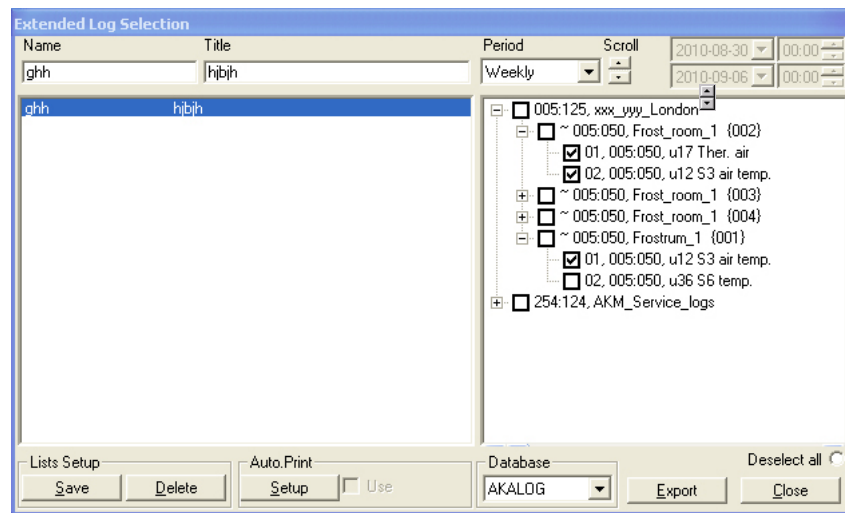 Extended Log Selection
Name Title Period Scroll 2010-08-30 00:00
ghh hjbjh Weekly 2010-09-06 00:00
ghh hjbjh
005:125, xxx_yyy_London
~ 005:050, Frost_room_1 {002}
01, 005:050, u17 Ther. air
02, 005:050, u12 S3 air temp.
~ 005:050, Frost_room_1 {003}
~ 005:050, Frost_room_1 {004}
~ 005:050, Frostrum_1 {001}
01, 005:050, u12 S3 air temp.
02, 005:050, u36 S6 temp.
254:124, AKM_Service_logs
Lists Setup Auto.Print Database Deselect all
Save Delete Setup Use AKALOG Export Close